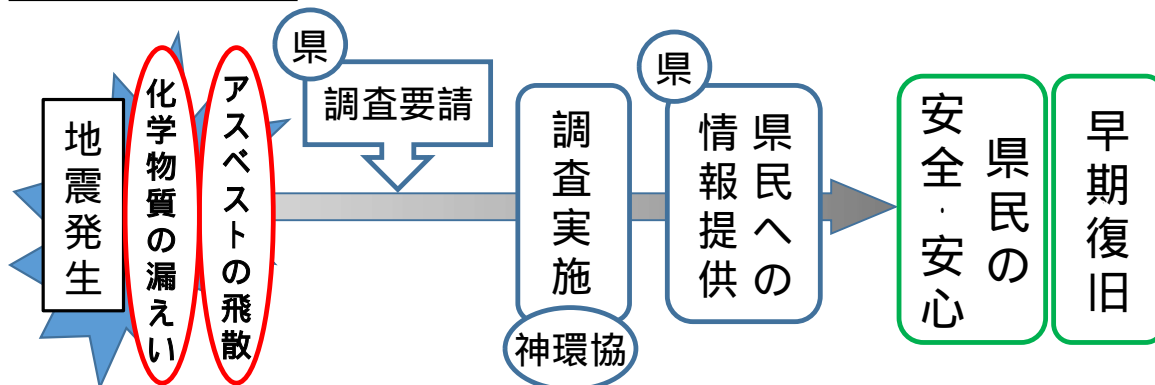 地震発生
化学物質の漏えい
アスベストの飛散
県
調査要請
調査実施
神環協
県
県民への
情報提供
県民の
安全・安心
早期復旧